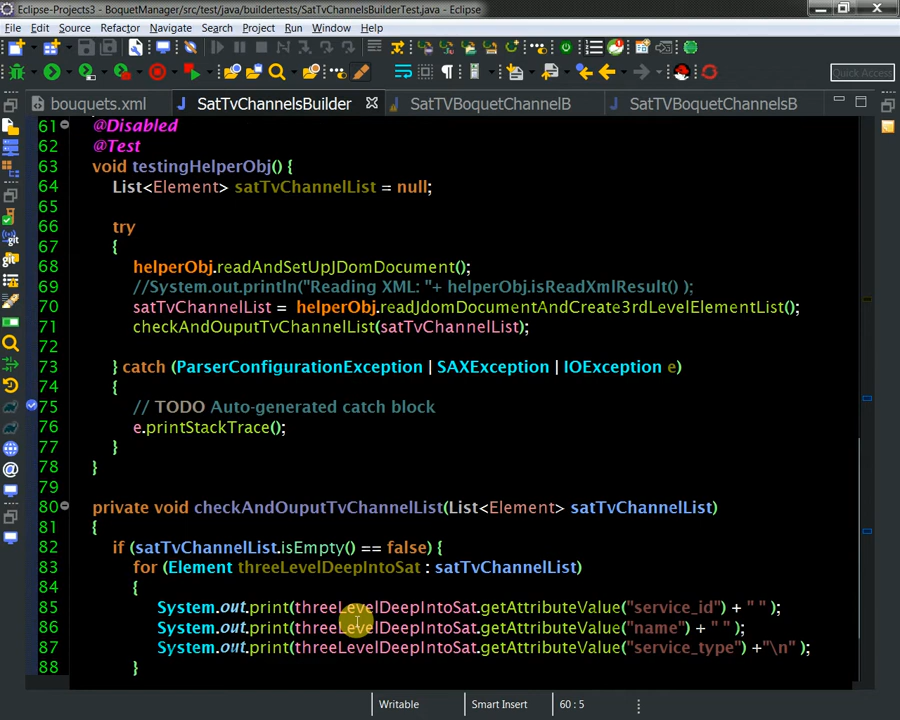 Eclipse-Projects3 - BoquetManager/src/test/java/buildertests/SatTvChannelsBuilderTest.java - Eclipse
File Edit Source Refactor Navigate Search Project Run Window Help
Quick Access
bouquets.xml SatTvChannelsBuilder SatTVBoquetChannelB SatTVBoquetChannelsB
61 @Disabled
62 @Test
63 void testingHelperObj() {
64 List<Element> satTvChannelList = null;
65
66 try
67 {
68 helperObj.readAndSetUpJDomDocument();
69 //System.out.println("Reading XML: "+ helperObj.isReadXmlResult() );
70 satTvChannelList = helperObj.readJdomDocumentAndCreate3rdLevelElementList();
71 checkAndOuputTvChannelList(satTvChannelList);
72
73 } catch (ParserConfigurationException | SAXException | IOException e)
74 {
75 // TODO Auto-generated catch block
76 e.printStackTrace();
77 }
78 }
79
80 private void checkAndOuputTvChannelList(List<Element> satTvChannelList)
81 {
82 if (satTvChannelList.isEmpty() == false) {
83 for (Element threeLevelDeepIntoSat : satTvChannelList)
84 {
85 System.out.print(threeLevelDeepIntoSat.getAttributeValue("service_id") + " " );
86 System.out.print(threeLevelDeepIntoSat.getAttributeValue("name") + " " );
87 System.out.print(threeLevelDeepIntoSat.getAttributeValue("service_type") +"\n" );
88 }
Writable Smart Insert 60 : 5